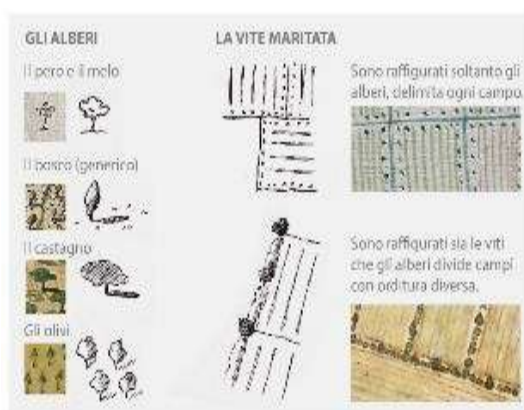 GLI ALBERI
Il pero e il melo
Il bosco (generico)
Il castagno
Gli olivi
LA VITE MARITATA
Sono raffigurati soltanto gli
alberi, delimita ogni campo.
Sono raffigurati sia le viti
che gli alberi divide campi
con orditura diversa.